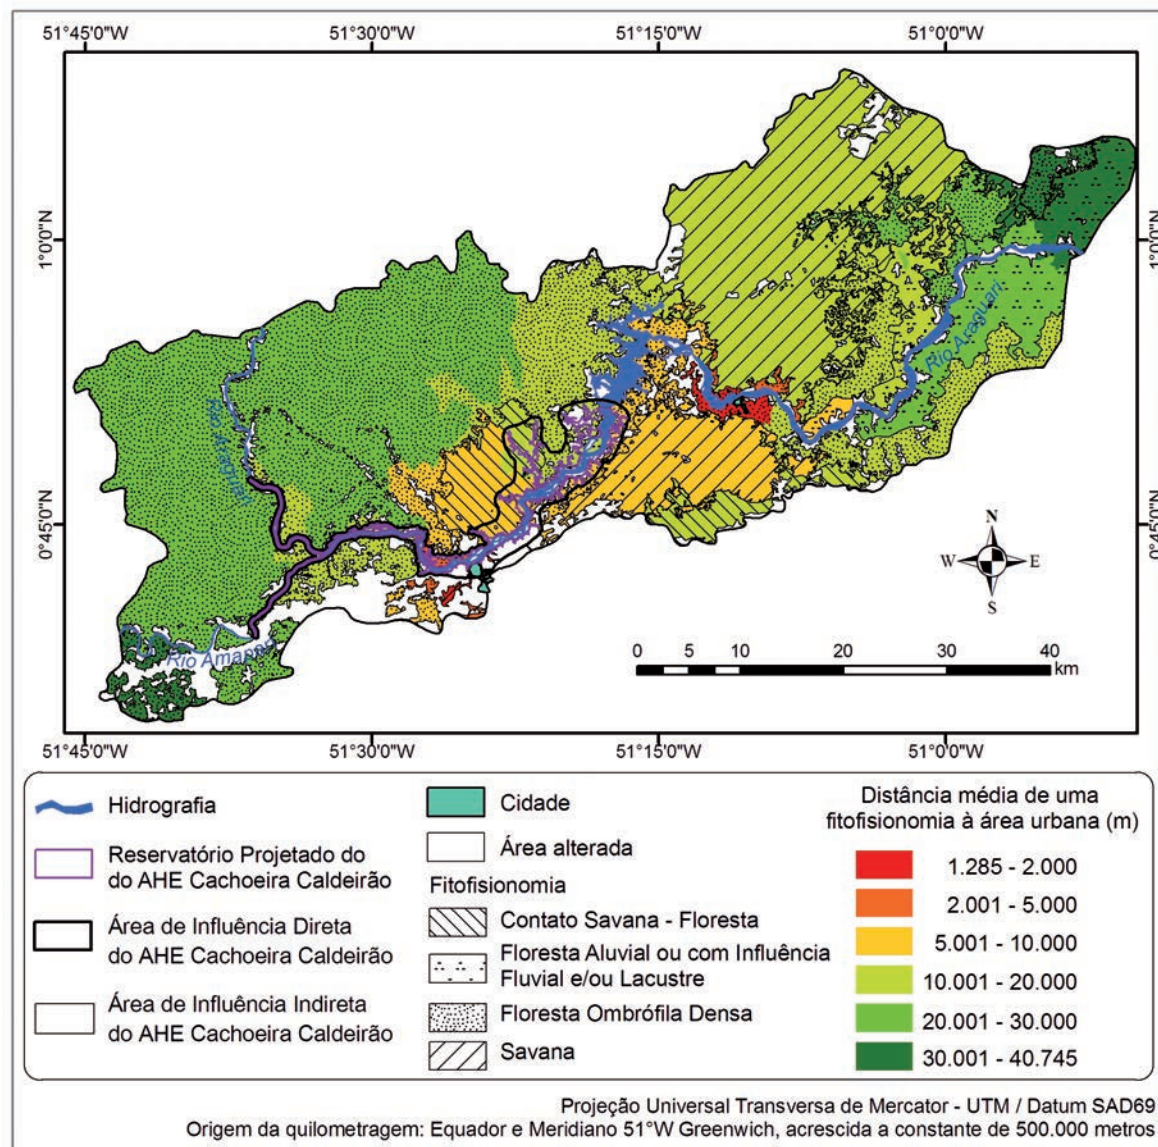 51°45'0"W
51°30'0"W
51°15'0"W
51°0'0"W
1°0'0"N
1°0'0"N
Rio Araguari
Rio Araguari
0°45'0"N
0°45'0"N
N
W
E
S
Rio Amapari
0 5 10 20 30 40
km
51°45'0"W
51°30'0"W
51°15'0"W
51°0'0"W
Hidrografia
Reservatório Projetado do
do AHE Cachoeira Caldeirão
Área de Influência Direta
do AHE Cachoeira Caldeirão
Área de Influência Indireta
do AHE Cachoeira Caldeirão
Cidade
Área alterada
Fitofisionomia
Contato Savana - Floresta
Floresta Aluvial ou com Influência
Fluvial e/ou Lacustre
Floresta Ombrófila Densa
Savana
Distância média de uma
fitofisionomia à área urbana (m)
1.285 - 2.000
2.001 - 5.000
5.001 - 10.000
10.001 - 20.000
20.001 - 30.000
30.001 - 40.745
Projeção Universal Transversa de Mercator - UTM / Datum SAD69
Origem da quilometragem: Equador e Meridiano 51°W Greenwich, acrescida a constante de 500.000 metros